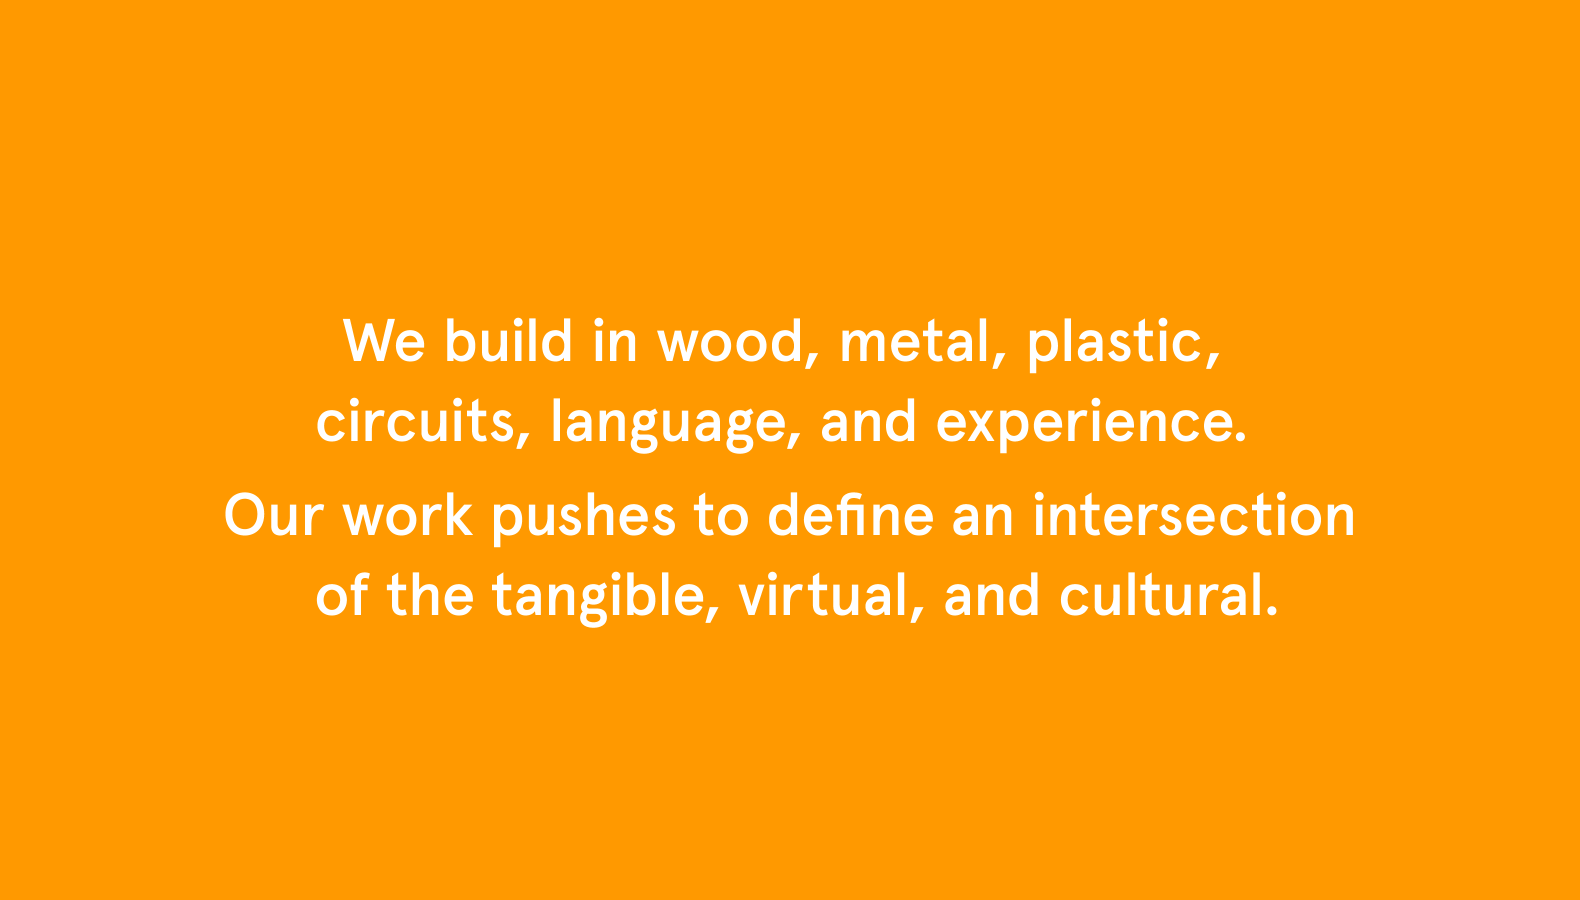 We build in wood, metal, plastic,
circuits, language, and experience.
Our work pushes to define an intersection
of the tangible, virtual, and cultural.